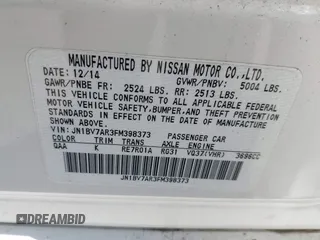 MANUFACTURED BY NISSAN MOTOR CO.,LTD.
DATE: 12/14 GVWR/PNBV: 5004 LBS.
GAWR/PNBE FR: 2524 LBS. RR: 2513 LBS.
THIS VEHICLE CONFORMS TO ALL APPLICABLE FEDERAL
MOTOR VEHICLE SAFETY,BUMPER,AND THEFT PREVENTION
STANDARDS IN EFFECT ON THE DATE OF MANUFACTURE
SHOWN ABOVE.
VIN: JN1BV7AR3FM398373 PASSENGER CAR
COLOR TRIM TRANS AXLE ENGINE
QAA K RE7R01A RG31 VQ37(VHR) 3696CC
JN1BV7AR3FM398373
DREAMBID